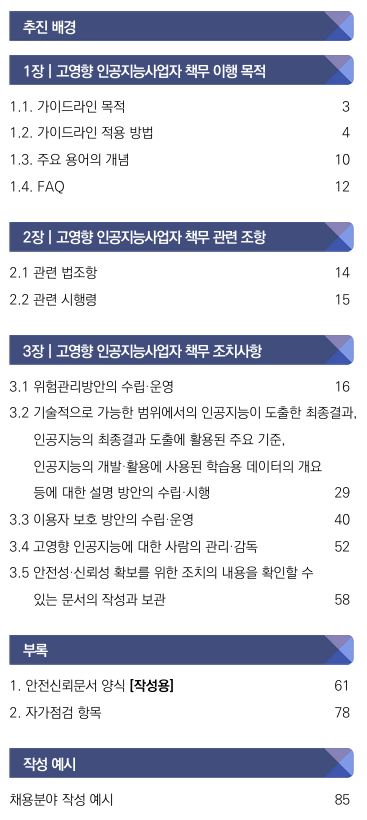 추진 배경
1장 | 고영향 인공지능사업자 책무 이행 목적
1.1. 가이드라인 목적 3
1.2. 가이드라인 적용 방법 4
1.3. 주요 용어의 개념 10
1.4. FAQ 12
2장 | 고영향 인공지능사업자 책무 관련 조항
2.1 관련 법조항 14
2.2 관련 시행령 15
3장 | 고영향 인공지능사업자 책무 조치사항
3.1 위험관리방안의 수립·운영 16
3.2 기술적으로 가능한 범위에서의 인공지능이 도출한 최종결과,
인공지능의 최종결과 도출에 활용된 주요 기준,
인공지능의 개발·활용에 사용된 학습용 데이터의 개요
등에 대한 설명 방안의 수립·시행 29
3.3 이용자 보호 방안의 수립·운영 40
3.4 고영향 인공지능에 대한 사람의 관리·감독 52
3.5 안전성·신뢰성 확보를 위한 조치의 내용을 확인할 수
있는 문서의 작성과 보관 58
부록
1. 안전신뢰문서 양식 [작성용] 61
2. 자가점검 항목 78
작성 예시
채용분야 작성 예시 85